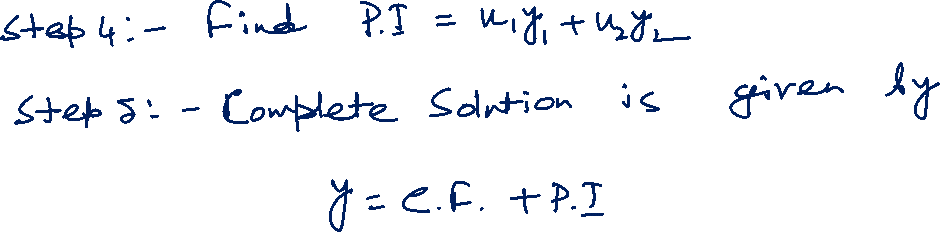 Step 4:- Find P.I = u₁y₁ + u₂y₂
Step 5:- Complete Solution is given by
y = C.F. + P.I